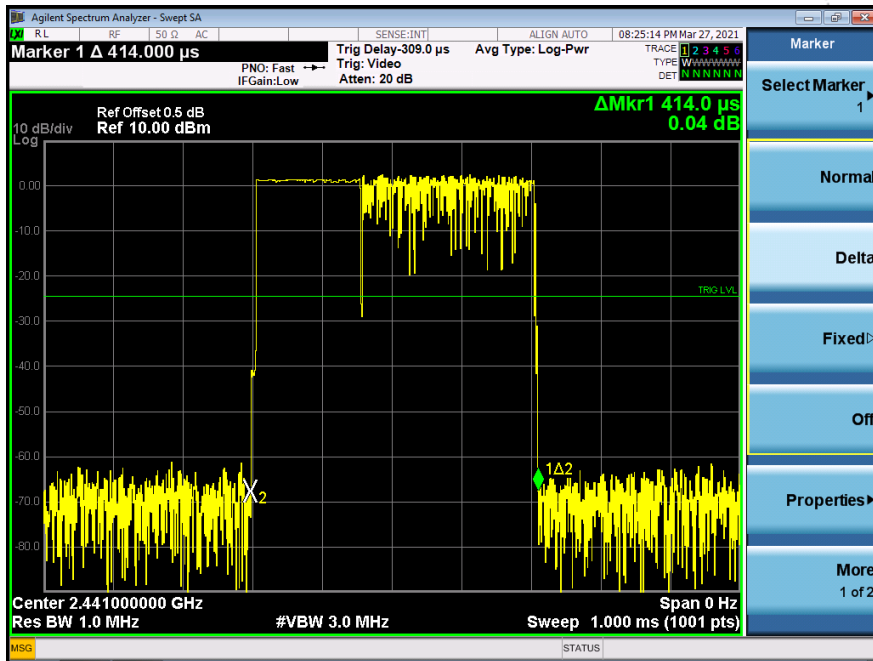 Agilent Spectrum Analyzer - Swept SA
LXI RL RF 50 Ω AC SENSE:INT ALIGN AUTO 08:25:14 PM Mar 27, 2021
Marker 1 Δ 414.000 µs
PNO: Fast
IFGain:Low
Trig Delay-309.0 µs
Trig: Video
Atten: 20 dB
Avg Type: Log-Pwr
TRACE 1 2 3 4 5 6
TYPE WWWWWW
DET N N N N N N
ΔMkr1 414.0 µs
0.04 dB
Ref Offset 0.5 dB
10 dB/div Ref 10.00 dBm
Log
0.00
-10.0
-20.0
TRIG LVL
-30.0
-40.0
-50.0
-60.0
1Δ2
2
-70.0
-80.0
Center 2.441000000 GHz Span 0 Hz
Res BW 1.0 MHz #VBW 3.0 MHz Sweep 1.000 ms (1001 pts)
MSG STATUS
Marker
Select Marker
1
Normal
Delta
Fixed
Off
Properties
More
1 of 2